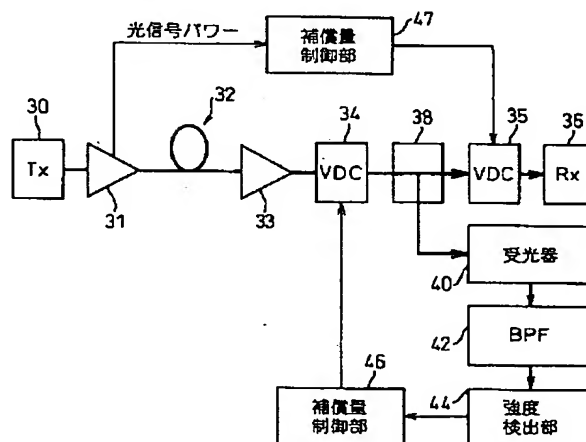 47
光信号パワー
補償量
制御部
30
32
34
38
35
36
Tx
VDC
VDC
Rx
31
33
受光器
40
BPF
42
46
44
補償量
制御部
強度
検出部